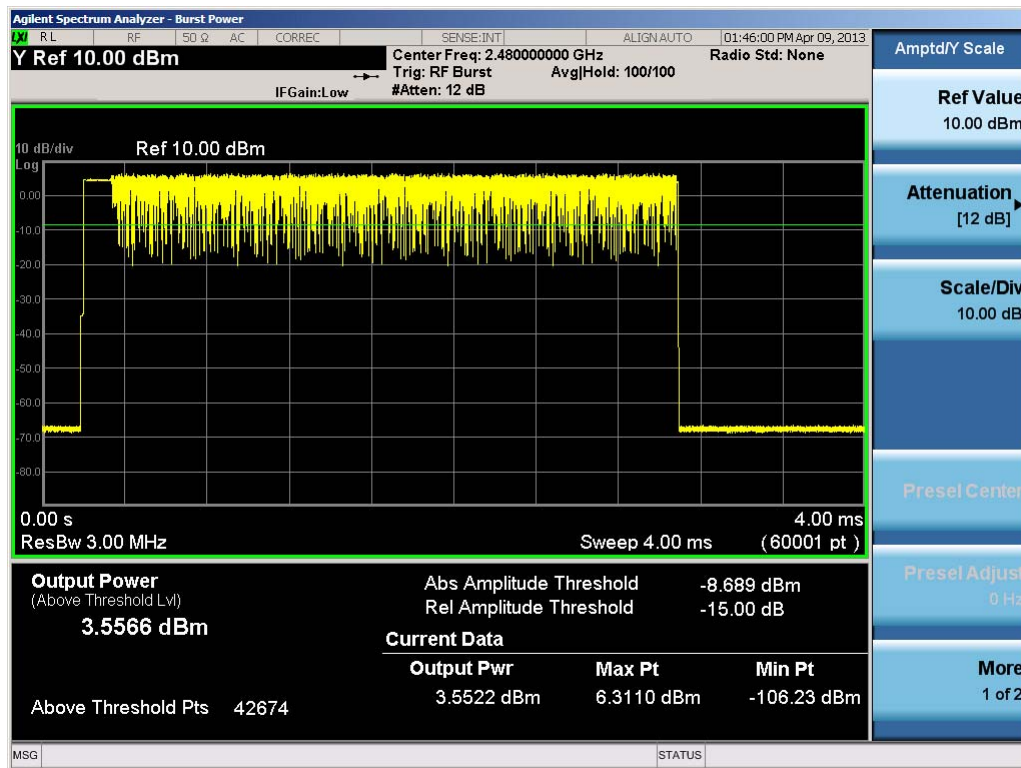 Agilent Spectrum Analyzer - Burst Power
LXI RL RF 50 Ω AC CORREC SENSE:INT ALIGNAUTO 01:46:00 PM Apr 09, 2013
Y Ref 10.00 dBm
Center Freq: 2.480000000 GHz Radio Std: None
Trig: RF Burst Avg|Hold: 100/100
IFGain:Low #Atten: 12 dB
10 dB/div Ref 10.00 dBm
Log
0.00
-10.0
-20.0
-30.0
-40.0
-50.0
-60.0
-70.0
-80.0
0.00 s 4.00 ms
ResBw 3.00 MHz Sweep 4.00 ms (60001 pt)
Output Power
(Above Threshold Lvl)
3.5566 dBm
Above Threshold Pts 42674
Abs Amplitude Threshold -8.689 dBm
Rel Amplitude Threshold -15.00 dB
Current Data
Output Pwr Max Pt Min Pt
3.5522 dBm 6.3110 dBm -106.23 dBm
MSG STATUS
Amptd/Y Scale
Ref Value
10.00 dBm
Attenuation
[12 dB]
Scale/Div
10.00 dB
Presel Center
Presel Adjust
0 Hz
More
1 of 2